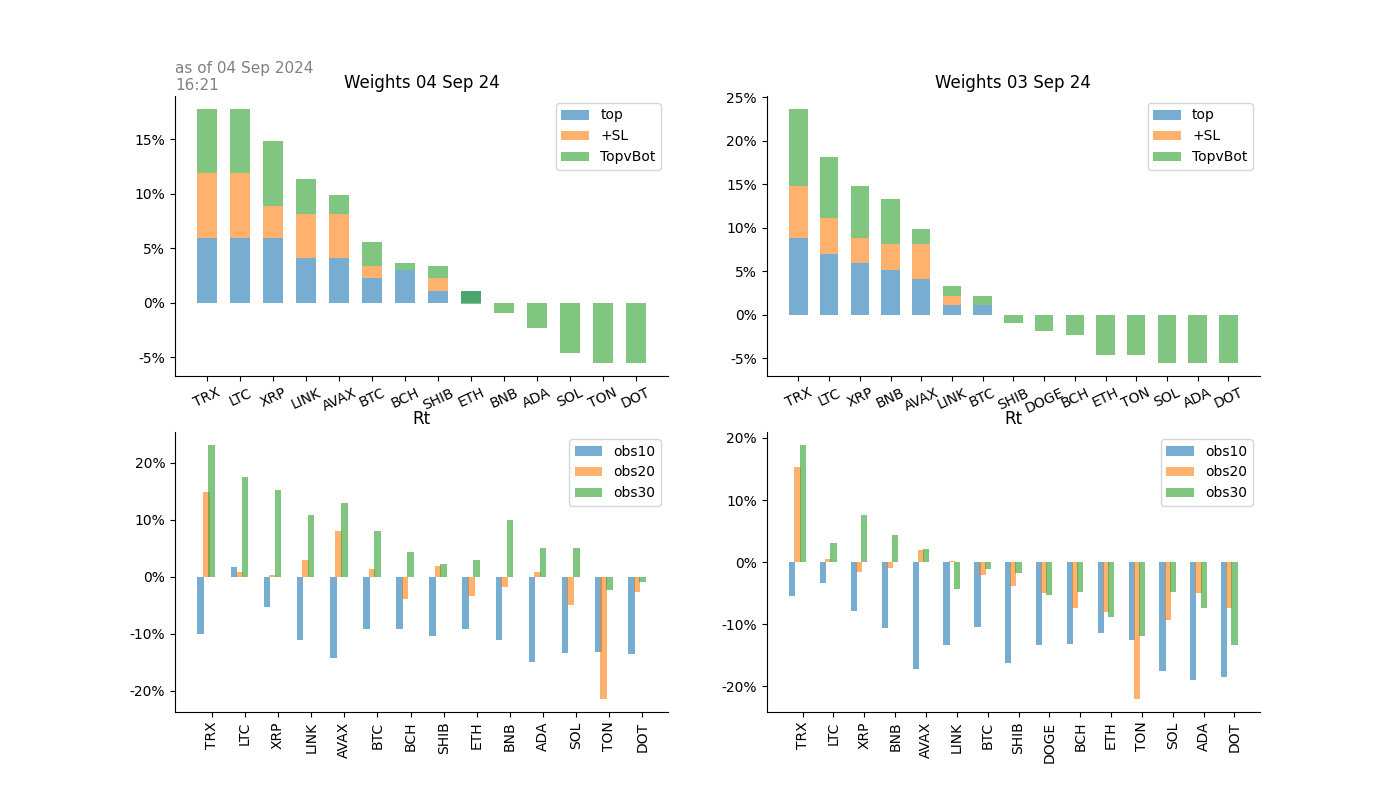 as of 04 Sep 2024
16:21
Weights 04 Sep 24
top
+SL
TopvBot
15%
10%
5%
0%
-5%
TRX LTC XRP LINK AVAX BTC BCH SHIB ETH BNB ADA SOL TON DOT
Weights 03 Sep 24
top
+SL
TopvBot
25%
20%
15%
10%
5%
0%
-5%
TRX LTC XRP BNB AVAX LINK BTC SHIB DOGE BCH ETH TON SOL ADA DOT
Rt
obs10
obs20
obs30
20%
10%
0%
-10%
-20%
TRX LTC XRP LINK AVAX BTC BCH SHIB ETH BNB ADA SOL TON DOT
Rt
obs10
obs20
obs30
20%
10%
0%
-10%
-20%
TRX LTC XRP BNB AVAX LINK BTC SHIB DOGE BCH ETH TON SOL ADA DOT